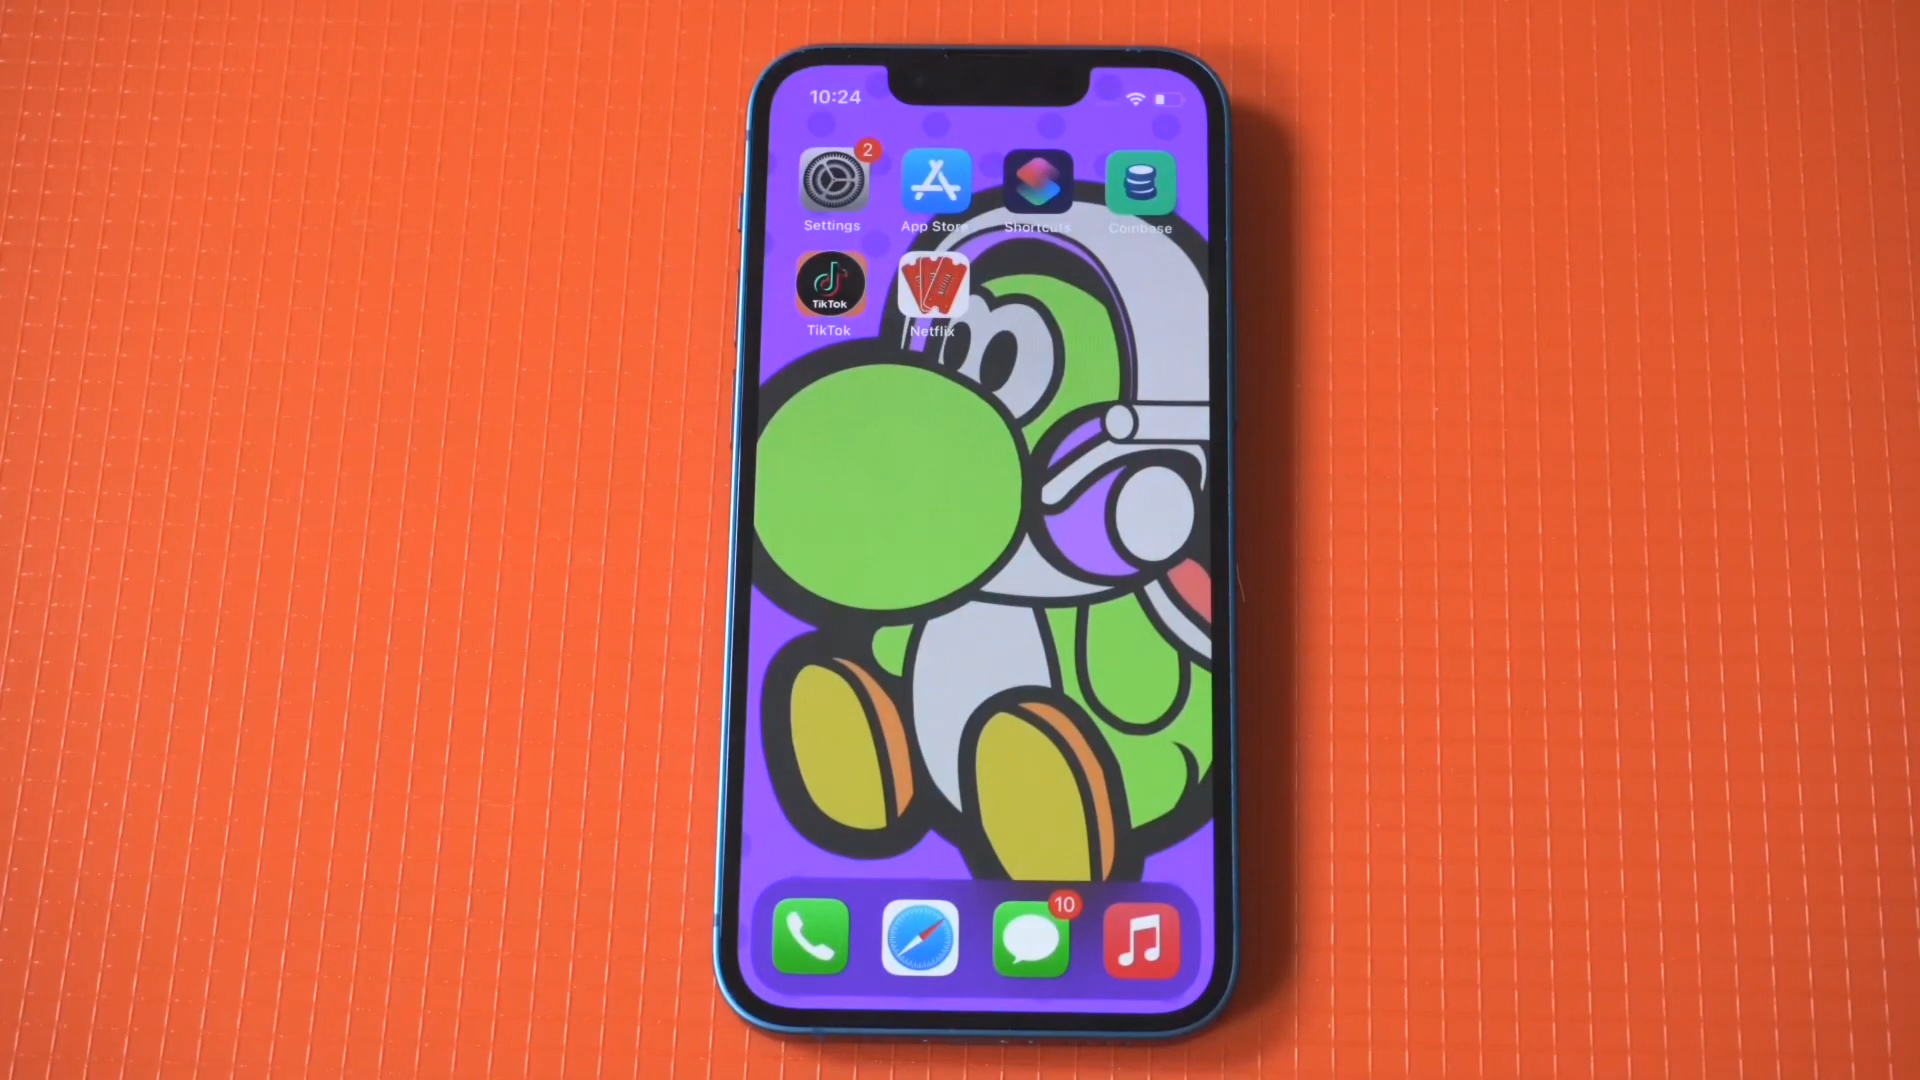 10:24
2
Settings
App Store
Shortcuts
Coinbase
TikTok
TikTok
Netflix
10